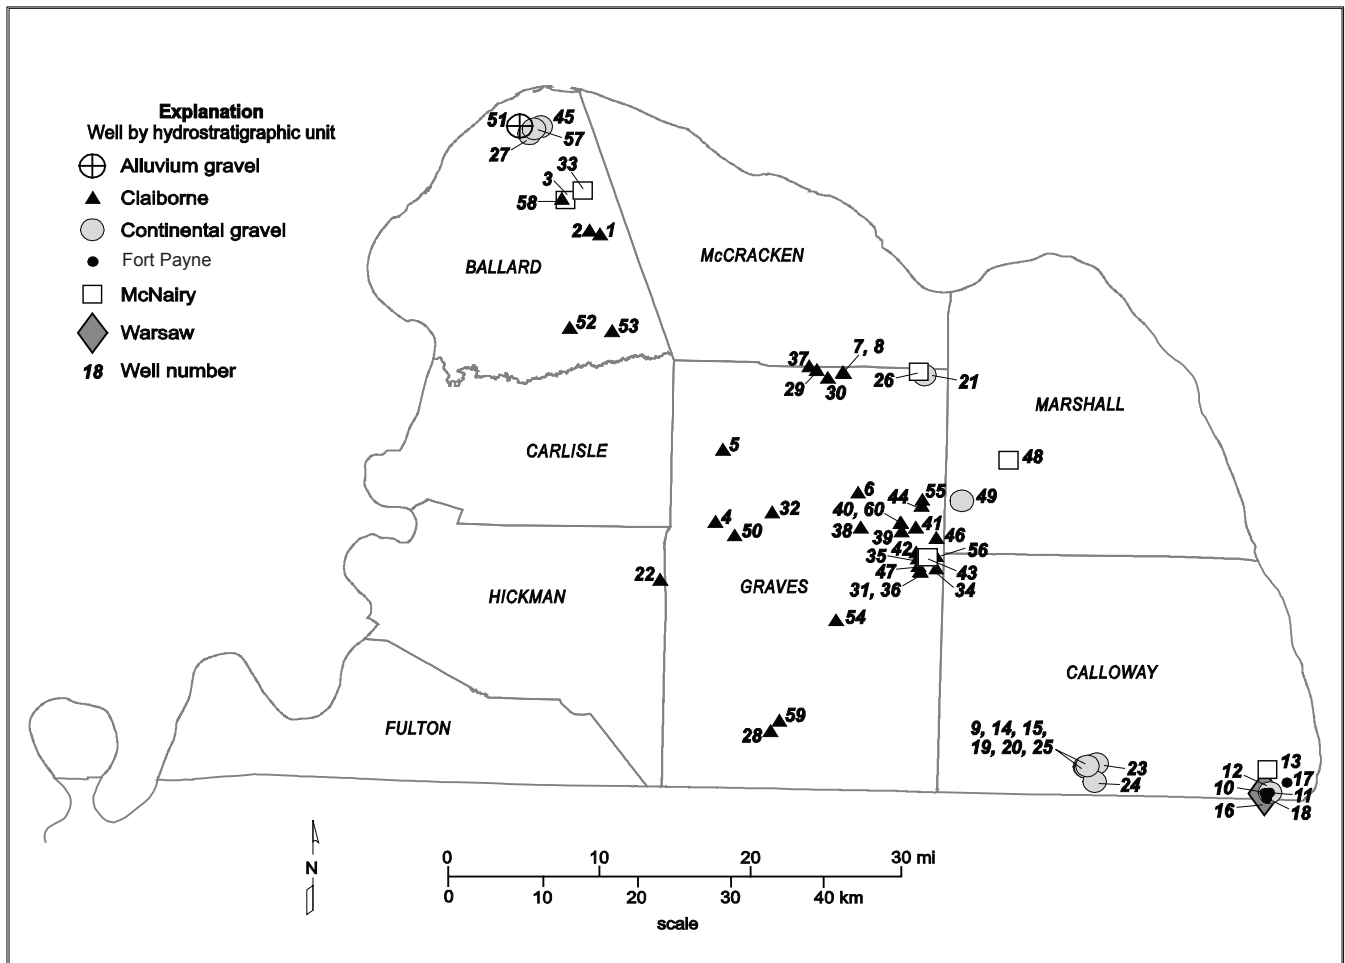 Explanation
Well by hydrostratigraphic unit
Alluvium gravel
Claiborne
Continental gravel
Fort Payne
McNairy
Warsaw
18 Well number
51
45
57
27
33
3
58
2
1
BALLARD
McCRACKEN
52
53
37
7, 8
29
30
26
21
MARSHALL
CARLISLE
5
48
6
44
55
49
40, 60
4
32
50
38
39
41
46
42
56
35
47
43
31, 36
34
22
HICKMAN
GRAVES
54
CALLOWAY
FULTON
28
59
9, 14, 15,
19, 20, 25
23
24
13
12
17
10
11
16
18
N
0 10 20 30 mi
0 10 20 30 40 km
scale